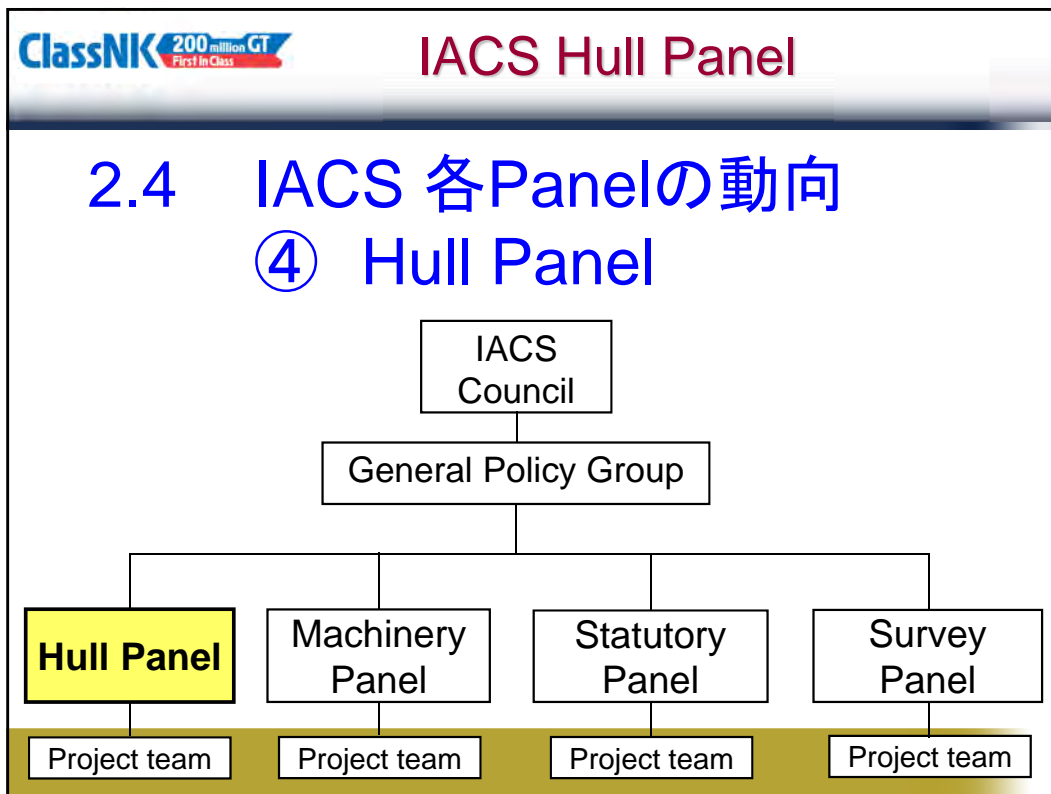 ClassNK 200 million GT
First in Class
IACS Hull Panel
2.4 IACS 各Panelの動向
④ Hull Panel
IACS
Council
General Policy Group
Hull Panel
Machinery
Panel
Statutory
Panel
Survey
Panel
Project team
Project team
Project team
Project team